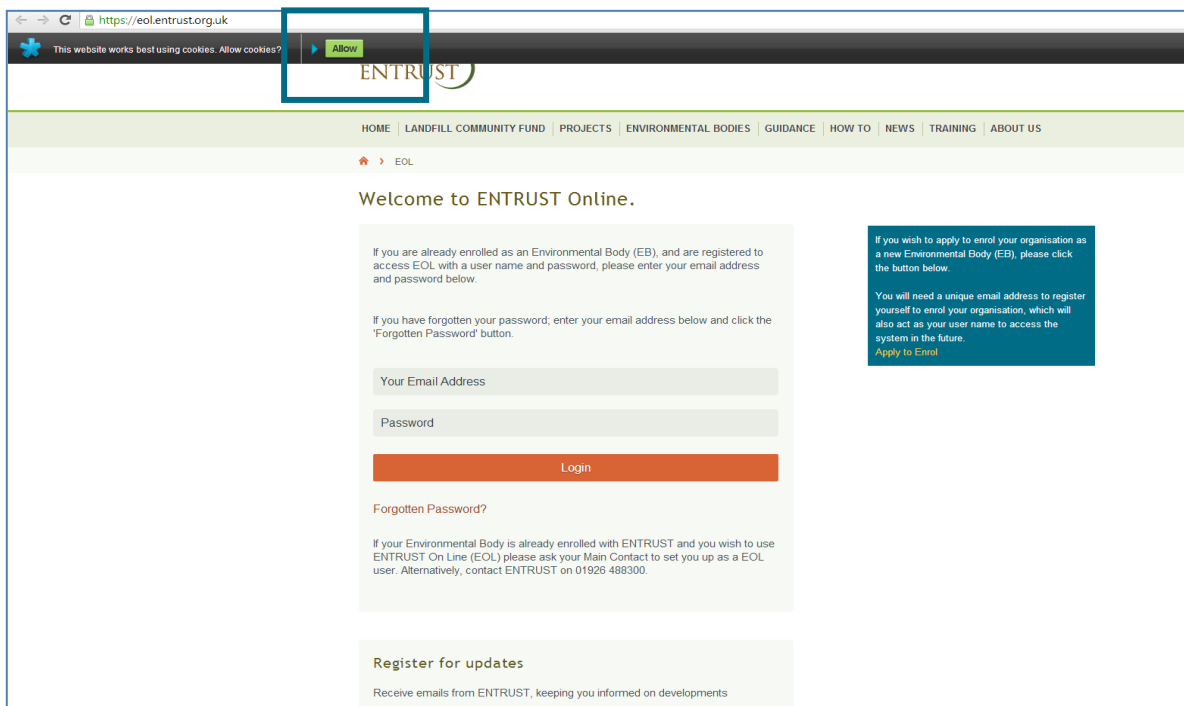 https://eol.entrust.org.uk
This website works best using cookies. Allow cookies? Allow
ENTRUST
HOME LANDFILL COMMUNITY FUND PROJECTS ENVIRONMENTAL BODIES GUIDANCE HOW TO NEWS TRAINING ABOUT US
EOL
Welcome to ENTRUST Online.
If you are already enrolled as an Environmental Body (EB), and are registered to
access EOL with a user name and password, please enter your email address
and password below.
If you have forgotten your password; enter your email address below and click the
'Forgotten Password' button.
Your Email Address
Password
Login
Forgotten Password?
If your Environmental Body is already enrolled with ENTRUST and you wish to use
ENTRUST On Line (EOL) please ask your Main Contact to set you up as a EOL
user. Alternatively, contact ENTRUST on 01926 488300.
If you wish to apply to enrol your organisation as
a new Environmental Body (EB), please click
the button below.
You will need a unique email address to register
yourself to enrol your organisation, which will
also act as your user name to access the
system in the future.
Apply to Enrol
Register for updates
Receive emails from ENTRUST, keeping you informed on developments